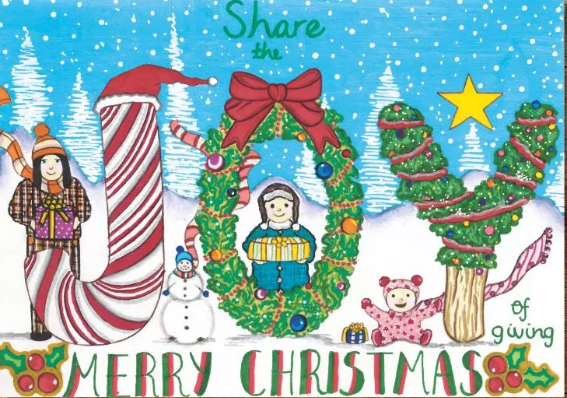 Share
the
JOY
of
giving
MERRY CHRISTMAS